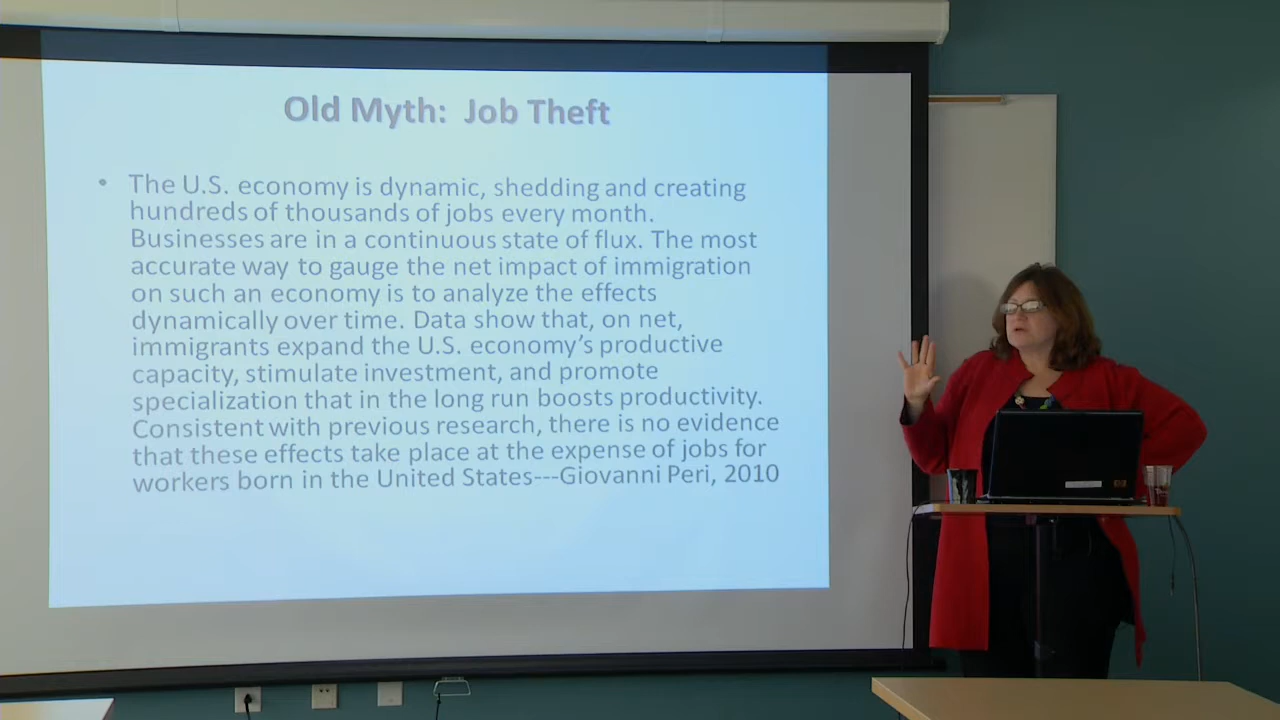 Old Myth: Job Theft
• The U.S. economy is dynamic, shedding and creating
hundreds of thousands of jobs every month.
Businesses are in a continuous state of flux. The most
accurate way to gauge the net impact of immigration
on such an economy is to analyze the effects
dynamically over time. Data show that, on net,
immigrants expand the U.S. economy’s productive
capacity, stimulate investment, and promote
specialization that in the long run boosts productivity.
Consistent with previous research, there is no evidence
that these effects take place at the expense of jobs for
workers born in the United States---Giovanni Peri, 2010
hp